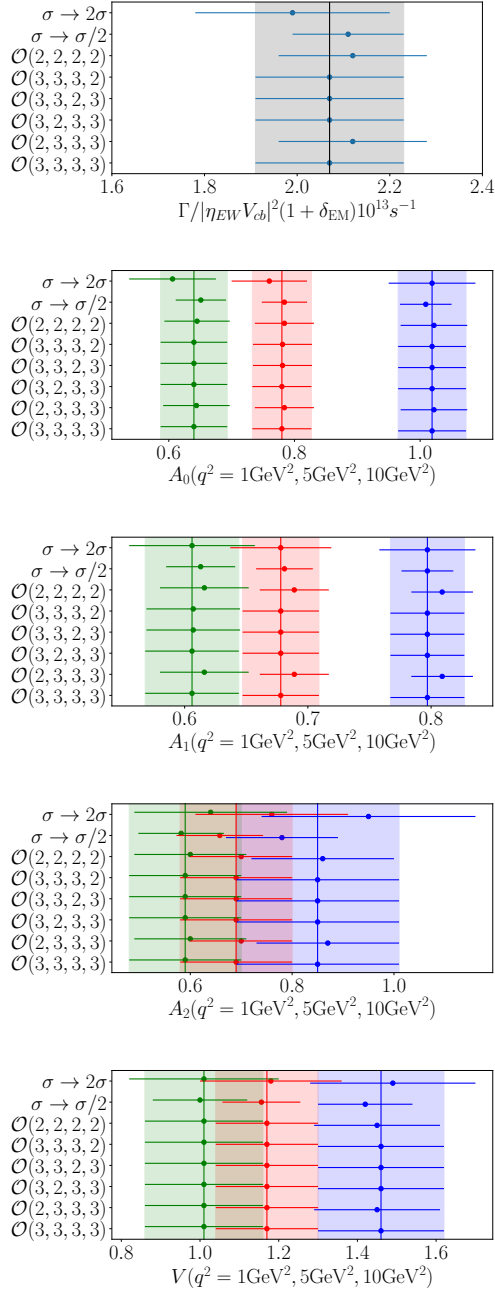 σ → 2σ
σ → σ/2
𝒪(2, 2, 2, 2)
𝒪(3, 3, 3, 2)
𝒪(3, 3, 2, 3)
𝒪(3, 2, 3, 3)
𝒪(2, 3, 3, 3)
𝒪(3, 3, 3, 3)
1.6 1.8 2.0 2.2 2.4
Γ/|η_{EW}V_{cb}|²(1 + δ_{EM})10¹³s⁻¹
σ → 2σ
σ → σ/2
𝒪(2, 2, 2, 2)
𝒪(3, 3, 3, 2)
𝒪(3, 3, 2, 3)
𝒪(3, 2, 3, 3)
𝒪(2, 3, 3, 3)
𝒪(3, 3, 3, 3)
0.6 0.8 1.0
A₀(q² = 1GeV², 5GeV², 10GeV²)
σ → 2σ
σ → σ/2
𝒪(2, 2, 2, 2)
𝒪(3, 3, 3, 2)
𝒪(3, 3, 2, 3)
𝒪(3, 2, 3, 3)
𝒪(2, 3, 3, 3)
𝒪(3, 3, 3, 3)
0.6 0.7 0.8
A₁(q² = 1GeV², 5GeV², 10GeV²)
σ → 2σ
σ → σ/2
𝒪(2, 2, 2, 2)
𝒪(3, 3, 3, 2)
𝒪(3, 3, 2, 3)
𝒪(3, 2, 3, 3)
𝒪(2, 3, 3, 3)
𝒪(3, 3, 3, 3)
0.6 0.8 1.0
A₂(q² = 1GeV², 5GeV², 10GeV²)
σ → 2σ
σ → σ/2
𝒪(2, 2, 2, 2)
𝒪(3, 3, 3, 2)
𝒪(3, 3, 2, 3)
𝒪(3, 2, 3, 3)
𝒪(2, 3, 3, 3)
𝒪(3, 3, 3, 3)
0.8 1.0 1.2 1.4 1.6
V(q² = 1GeV², 5GeV², 10GeV²)